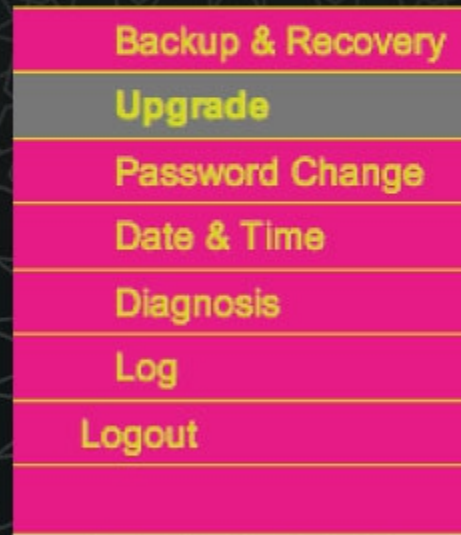 Backup & Recovery
Upgrade
Password Change
Date & Time
Diagnosis
Log
Logout